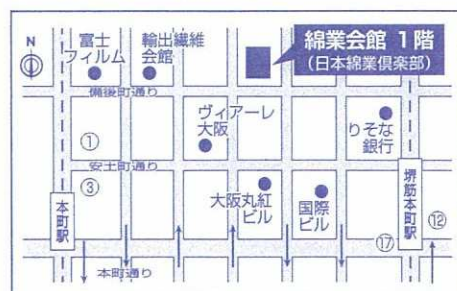 N
富士
フィルム
輸出繊維
会館
綿業会館 1階
(日本綿業倶楽部)
備後町通り
ヴィアーレ
大阪
りそな
銀行
①
安土町通り
③
大阪丸紅
ビル
国際
ビル
本町駅
堺筋本町駅
⑫
⑰
本町通り